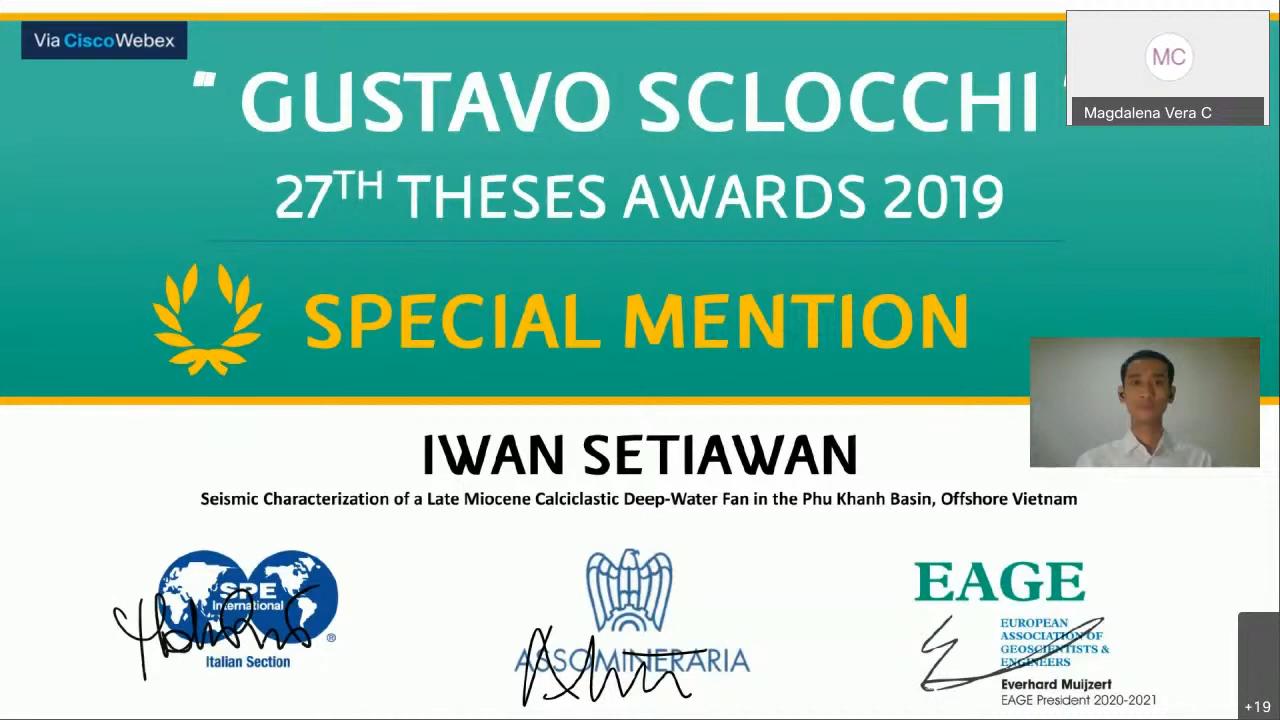 Via CiscoWebex
MC
Magdalena Vera C
" GUSTAVO SCLOCCHI "
27TH THESES AWARDS 2019
SPECIAL MENTION
IWAN SETIAWAN
Seismic Characterization of a Late Miocene Calciclastic Deep-Water Fan in the Phu Khanh Basin, Offshore Vietnam
SPE
International
®
Italian Section
ASSOMINERARIA
EAGE
EUROPEAN
ASSOCIATION OF
GEOSCIENTISTS &
ENGINEERS
Everhard Muijzert
EAGE President 2020-2021
+19